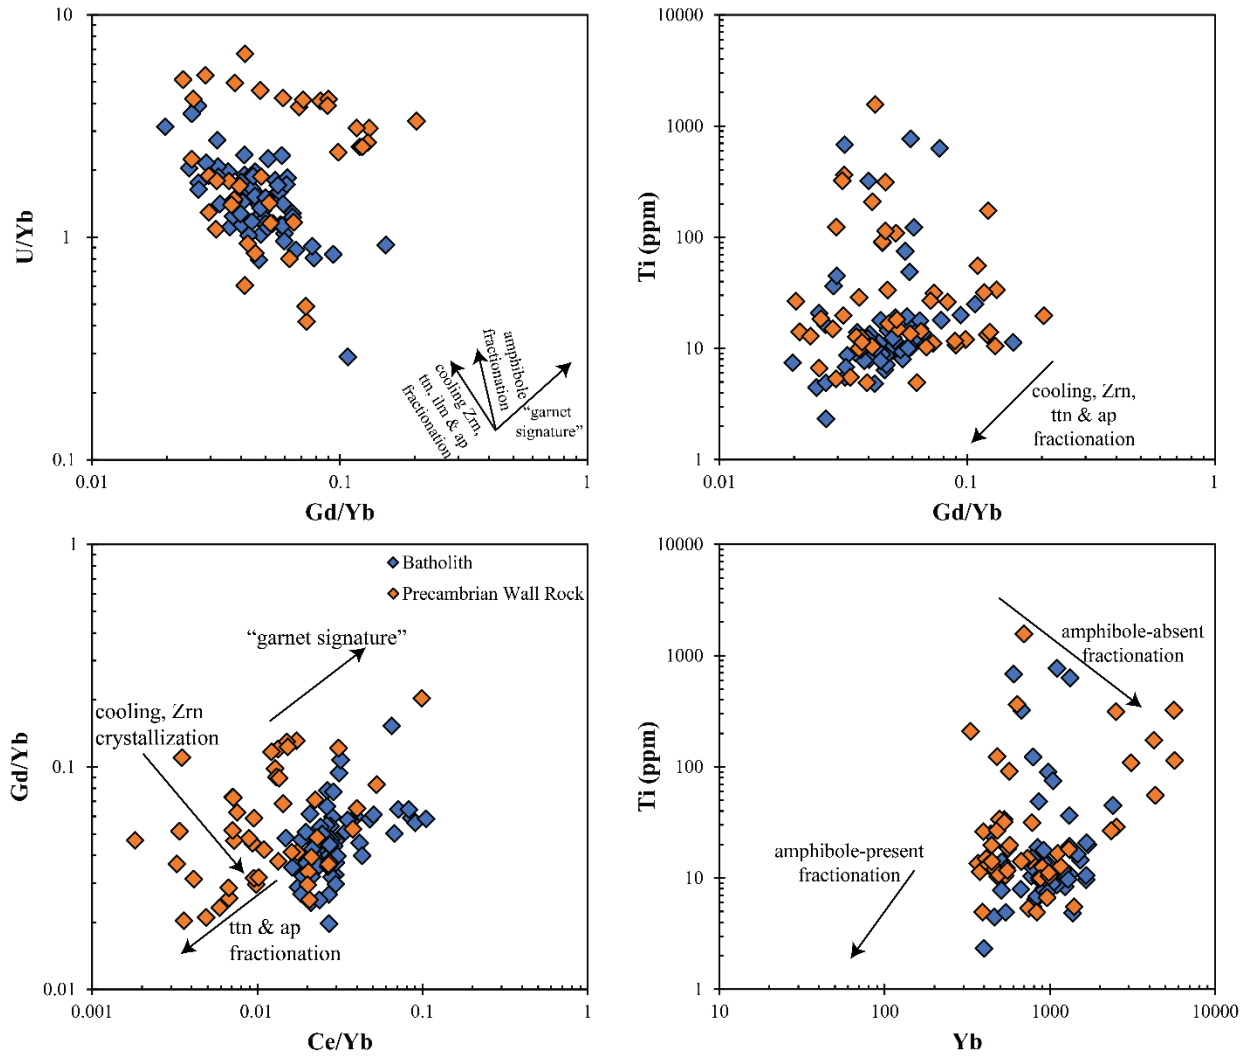 10
1
0.1
U/Yb
0.01
0.1
1
Gd/Yb
cooling Zrn,
ttn, ilm & ap
fractionation
amphibole
fractionation
"garnet
signature"
10000
1000
100
10
1
Ti (ppm)
0.01
0.1
1
Gd/Yb
cooling, Zrn,
ttn & ap
fractionation
1
0.1
0.01
Gd/Yb
0.001
0.01
0.1
1
Ce/Yb
Batholith
Precambrian Wall Rock
“garnet signature”
cooling, Zrn
crystallization
ttn & ap
fractionation
10000
1000
100
10
1
Ti (ppm)
10
100
1000
10000
Yb
amphibole-absent
fractionation
amphibole-present
fractionation